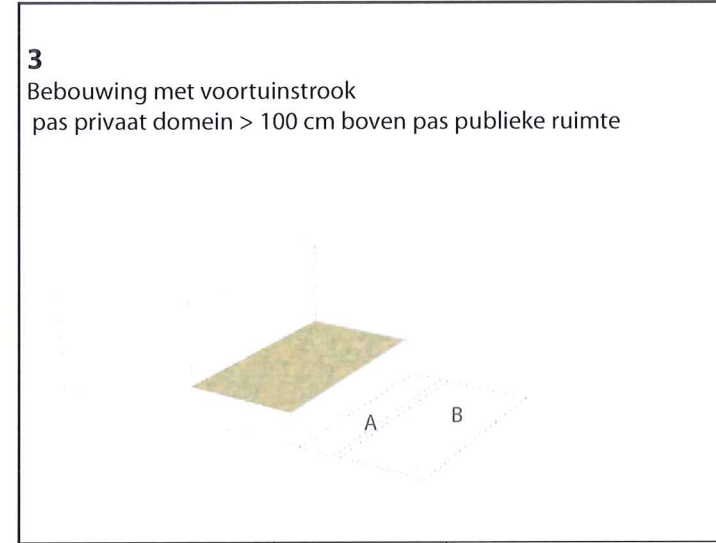 3
Bebouwing met voortuinstrook
pas privaat domein > 100 cm boven pas publieke ruimte
A
B